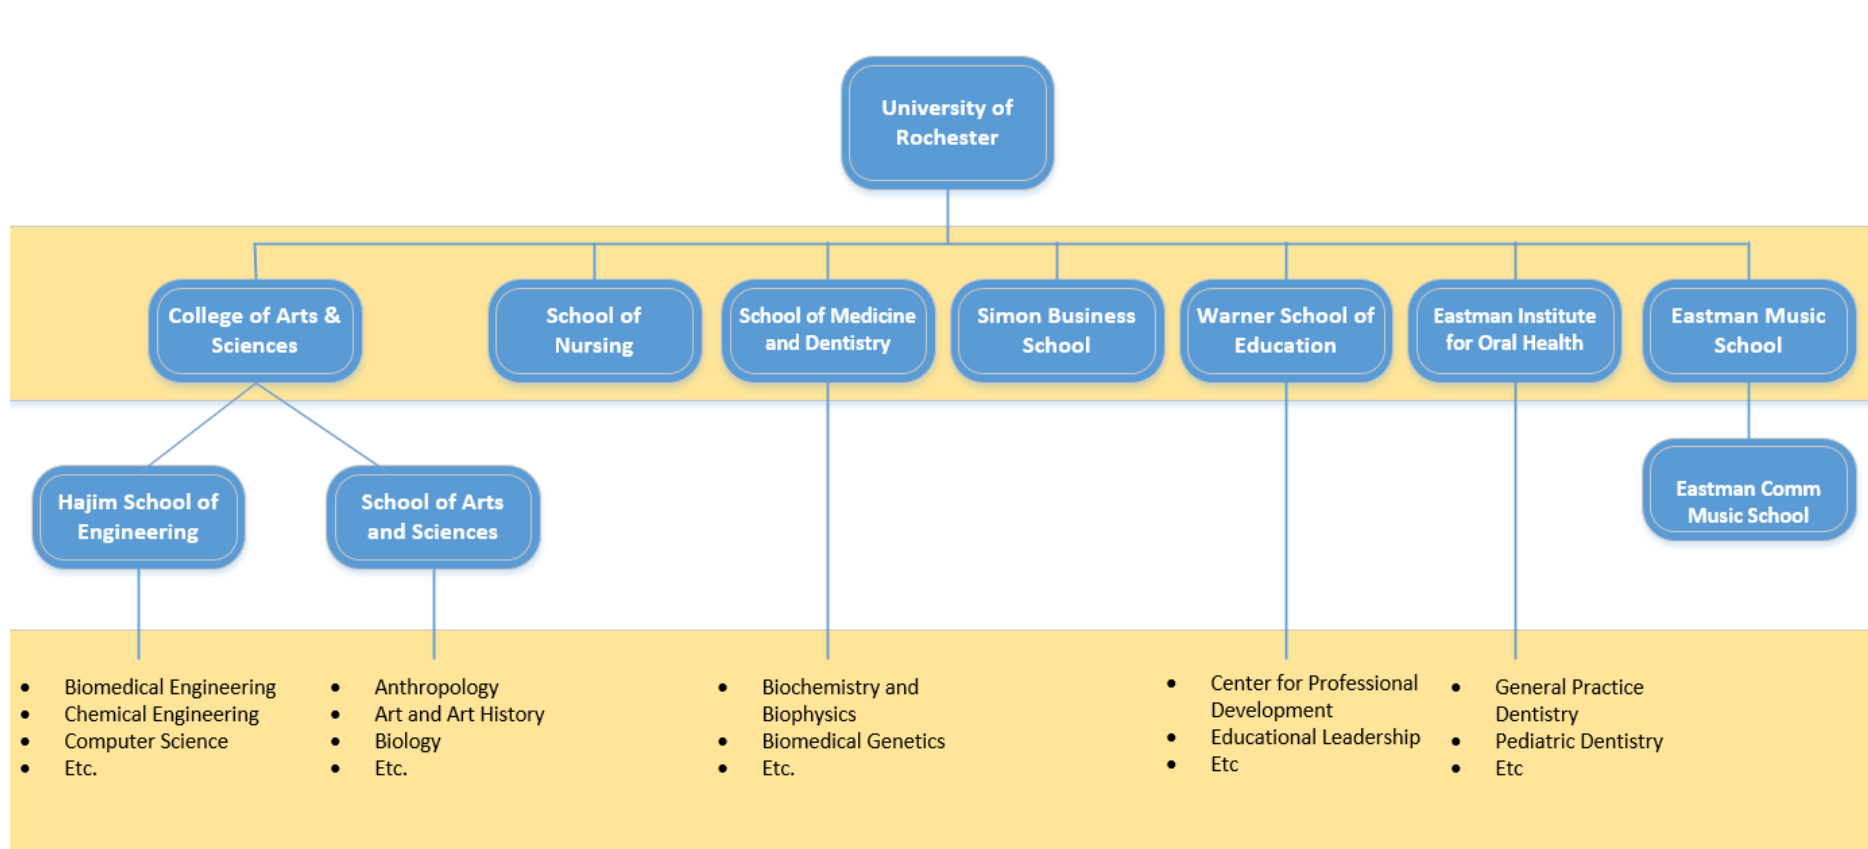 University of
Rochester
College of Arts &
Sciences
School of
Nursing
School of Medicine
and Dentistry
Simon Business
School
Warner School of
Education
Eastman Institute
for Oral Health
Eastman Music
School
Hajim School of
Engineering
School of Arts
and Sciences
Eastman Comm
Music School
• Biomedical Engineering
• Chemical Engineering
• Computer Science
• Etc.
• Anthropology
• Art and Art History
• Biology
• Etc.
• Biochemistry and
Biophysics
• Biomedical Genetics
• Etc.
• Center for Professional
Development
• Educational Leadership
• Etc
• General Practice
Dentistry
• Pediatric Dentistry
• Etc